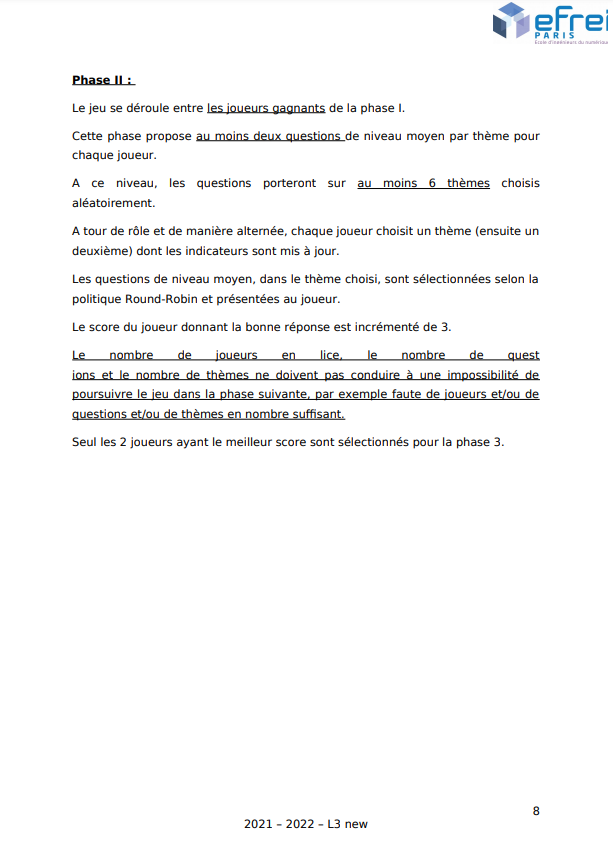 efrei
PARIS
Ecole d'ingénieurs du numérique
Phase II :
Le jeu se déroule entre les joueurs gagnants de la phase I.
Cette phase propose au moins deux questions de niveau moyen par thème pour
chaque joueur.
A ce niveau, les questions porteront sur au moins 6 thèmes choisis
aléatoirement.
A tour de rôle et de manière alternée, chaque joueur choisit un thème (ensuite un
deuxième) dont les indicateurs sont mis à jour.
Les questions de niveau moyen, dans le thème choisi, sont sélectionnées selon la
politique Round-Robin et présentées au joueur.
Le score du joueur donnant la bonne réponse est incrémenté de 3.
Le nombre de joueurs en lice, le nombre de quest
ions et le nombre de thèmes ne doivent pas conduire à une impossibilité de
poursuivre le jeu dans la phase suivante, par exemple faute de joueurs et/ou de
questions et/ou de thèmes en nombre suffisant.
Seul les 2 joueurs ayant le meilleur score sont sélectionnés pour la phase 3.
8
2021 – 2022 – L3 new